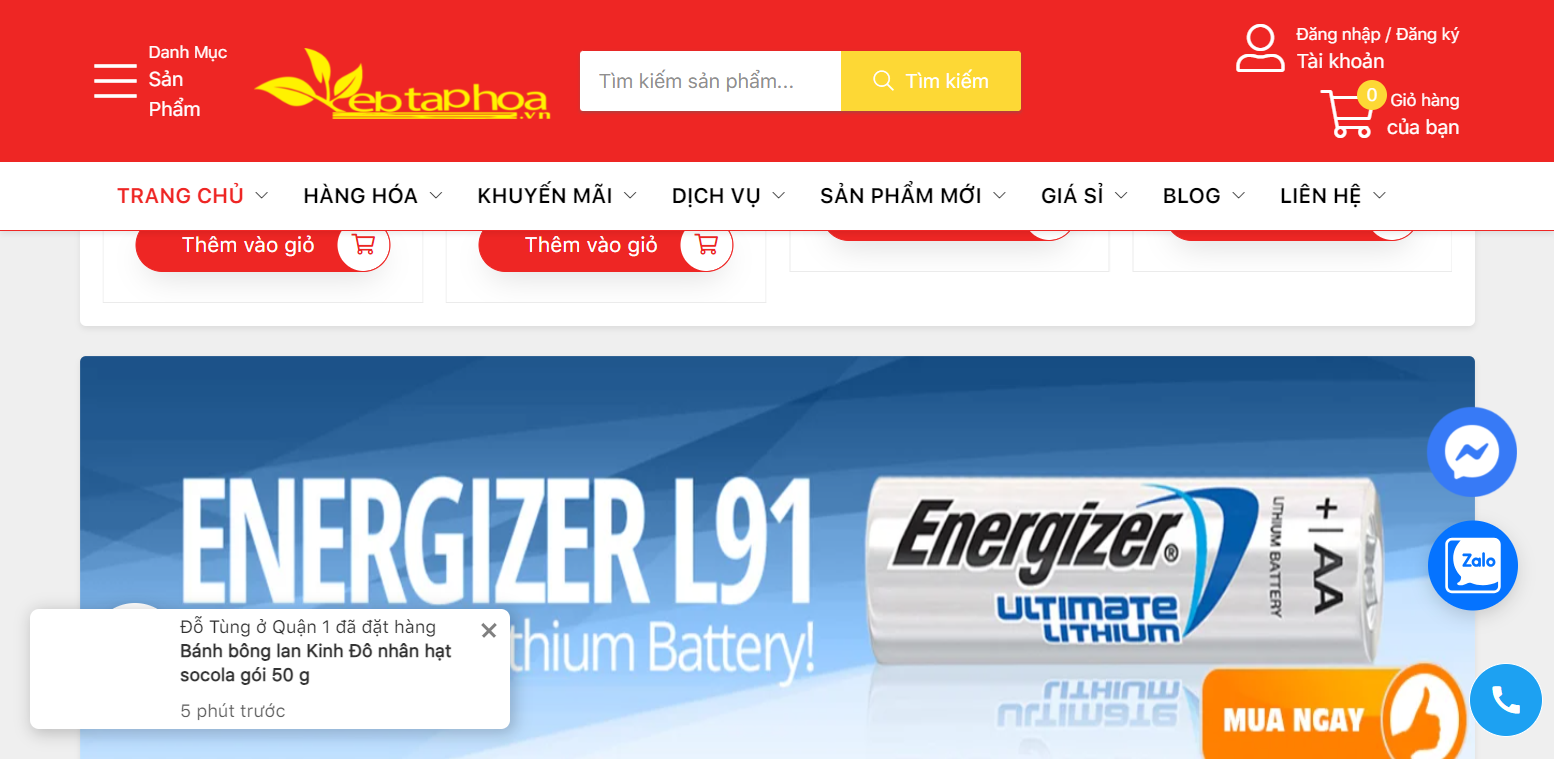 Danh Mục
Sản
Phẩm
Yeptaphoa
.vn
Tìm kiếm sản phẩm...
Tìm kiếm
Đăng nhập / Đăng ký
Tài khoản
0
Giỏ hàng
của bạn
TRANG CHỦ
HÀNG HÓA
KHUYẾN MÃI
DỊCH VỤ
SẢN PHẨM MỚI
GIÁ SỈ
BLOG
LIÊN HỆ
Thêm vào giỏ
Thêm vào giỏ
ENERGIZER L91
thium Battery!
Energizer®
ULTIMATE
LITHIUM
LITHIUM BATTERY
+ AA
Zalo
Đỗ Tùng ở Quận 1 đã đặt hàng
Bánh bông lan Kinh Đô nhân hạt
socola gói 50 g
5 phút trước
MUA NGAY